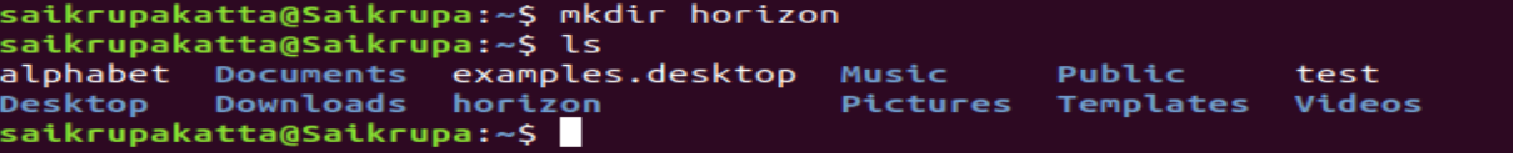 saikrupakatta@Saikrupa:~$ mkdir horizon
saikrupakatta@Saikrupa:~$ ls
alphabet  Documents  examples.desktop  Music     Public     test
Desktop   Downloads  horizon           Pictures  Templates  Videos
saikrupakatta@Saikrupa:~$